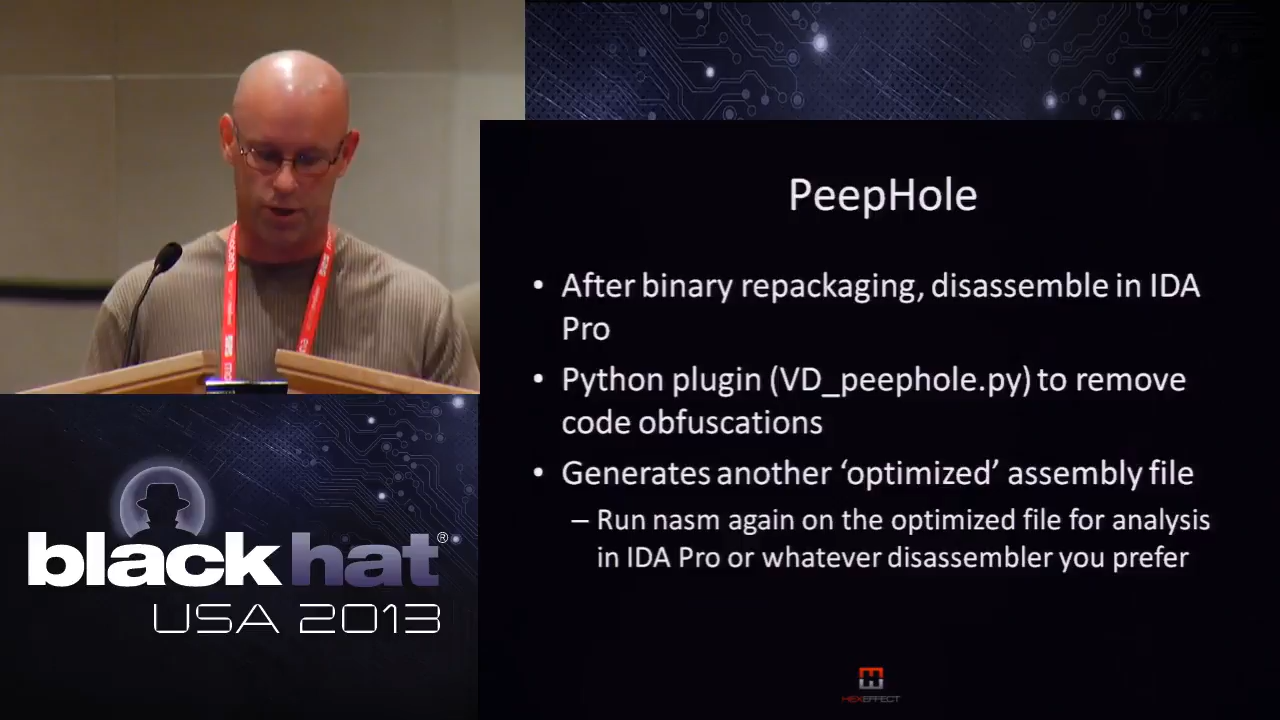 PeepHole
• After binary repackaging, disassemble in IDA
Pro
• Python plugin (VD_peephole.py) to remove
code obfuscations
• Generates another ‘optimized’ assembly file
– Run nasm again on the optimized file for analysis
in IDA Pro or whatever disassembler you prefer
blackhat®
USA 2013
HEXEFFECT